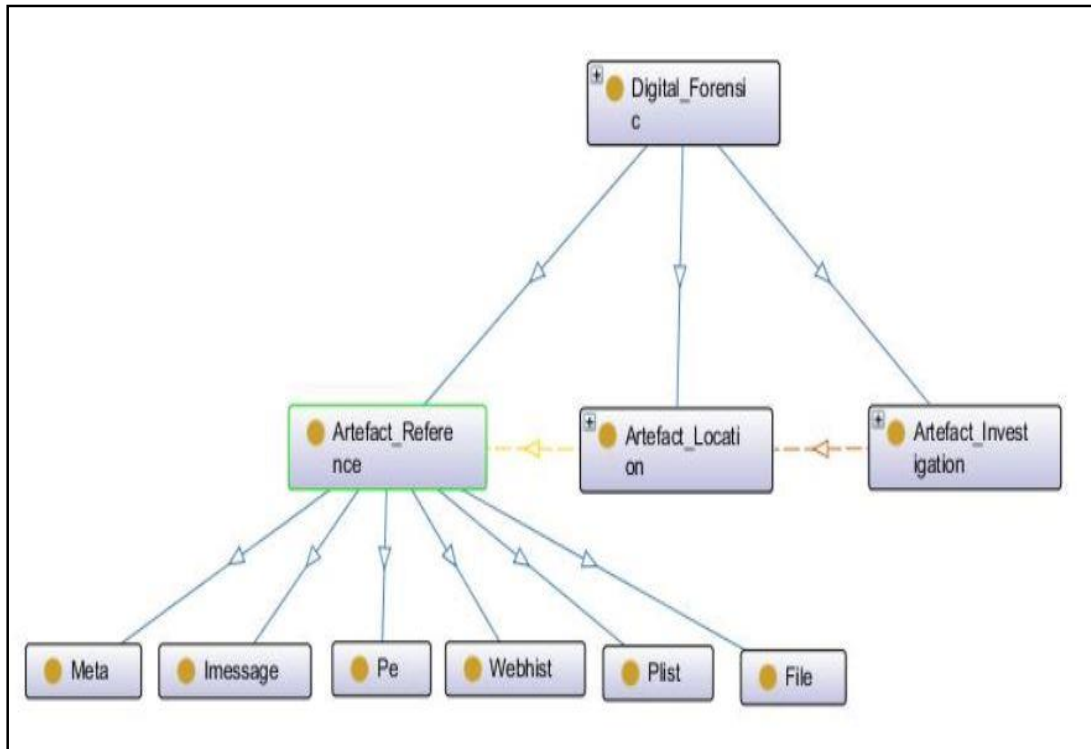 Digital_Forensi
c
Artefact_Refere
nce
Artefact_Locati
on
Artefact_Invest
igation
Meta
Imessage
Pe
Webhist
Plist
File